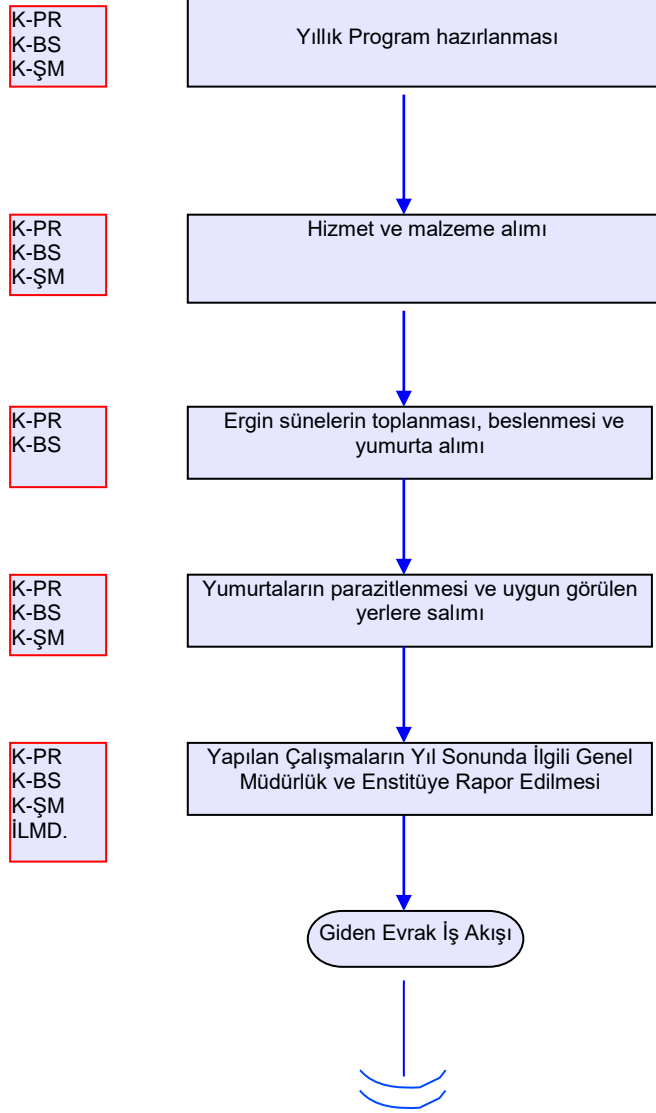 K-PR
K-BS
K-ŞM
Yıllık Program hazırlanması
K-PR
K-BS
K-ŞM
Hizmet ve malzeme alımı
K-PR
K-BS
Ergin sünelerin toplanması, beslenmesi ve
yumurta alımı
K-PR
K-BS
K-ŞM
Yumurtaların parazitlenmesi ve uygun görülen
yerlere salımı
K-PR
K-BS
K-ŞM
İLMD.
Yapılan Çalışmaların Yıl Sonunda İlgili Genel
Müdürlük ve Enstitüye Rapor Edilmesi
Giden Evrak İş Akışı